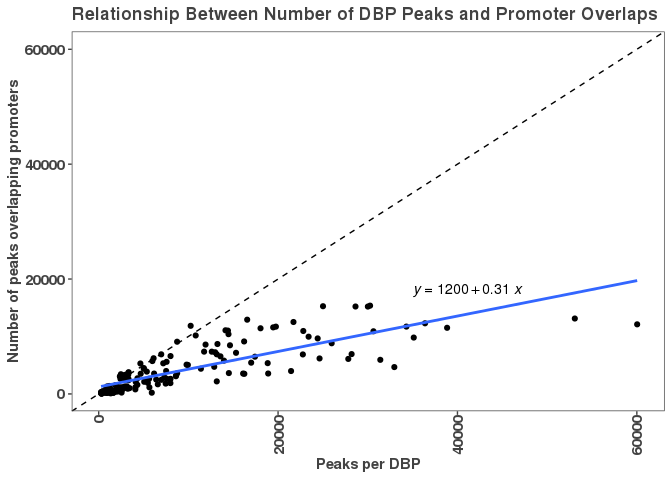 Relationship Between Number of DBP Peaks and Promoter Overlaps
Number of peaks overlapping promoters
60000
40000
20000
0
y = 1200 + 0.31 x
0
20000
40000
60000
Peaks per DBP